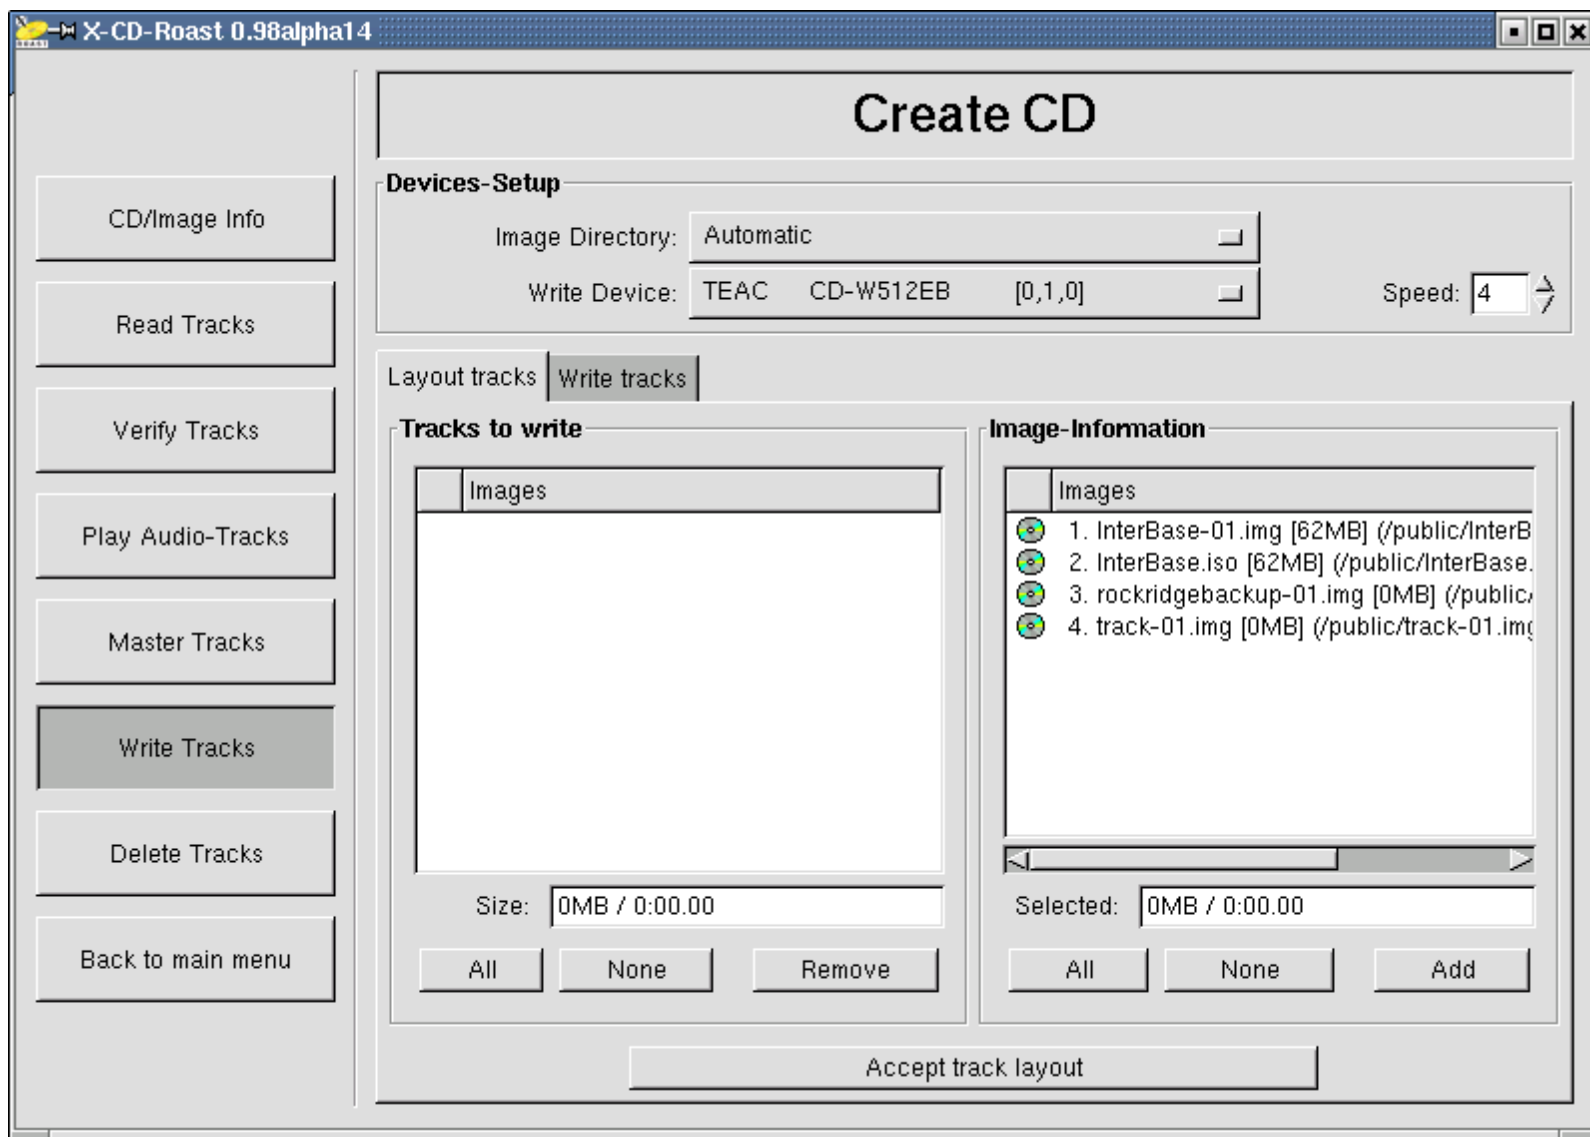 X-CD-Roast 0.98alpha14
Create CD
Devices-Setup
Image Directory: Automatic
Write Device: TEAC CD-W512EB [0,1,0] Speed: 4
CD/Image Info
Read Tracks
Verify Tracks
Play Audio-Tracks
Master Tracks
Write Tracks
Delete Tracks
Back to main menu
Layout tracks Write tracks
Tracks to write
Images
Size: 0MB / 0:00.00
All None Remove
Image-Information
Images
1. InterBase-01.img [62MB] (/public/InterB
2. InterBase.iso [62MB] (/public/InterBase.
3. rockridgebackup-01.img [0MB] (/public/
4. track-01.img [0MB] (/public/track-01.img
Selected: 0MB / 0:00.00
All None Add
Accept track layout